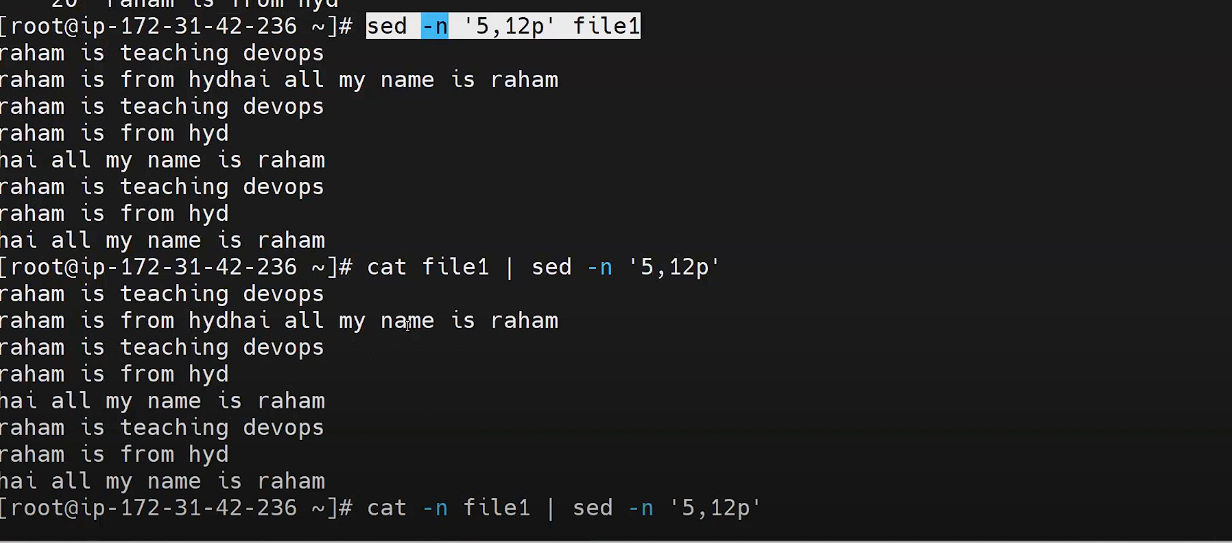 20 raham is from hyd
[root@ip-172-31-42-236 ~]# sed -n '5,12p' file1
raham is teaching devops
raham is from hydhai all my name is raham
raham is teaching devops
raham is from hyd
hai all my name is raham
raham is teaching devops
raham is from hyd
hai all my name is raham
[root@ip-172-31-42-236 ~]# cat file1 | sed -n '5,12p'
raham is teaching devops
raham is from hydhai all my name is raham
raham is teaching devops
raham is from hyd
hai all my name is raham
raham is teaching devops
raham is from hyd
hai all my name is raham
[root@ip-172-31-42-236 ~]# cat -n file1 | sed -n '5,12p'